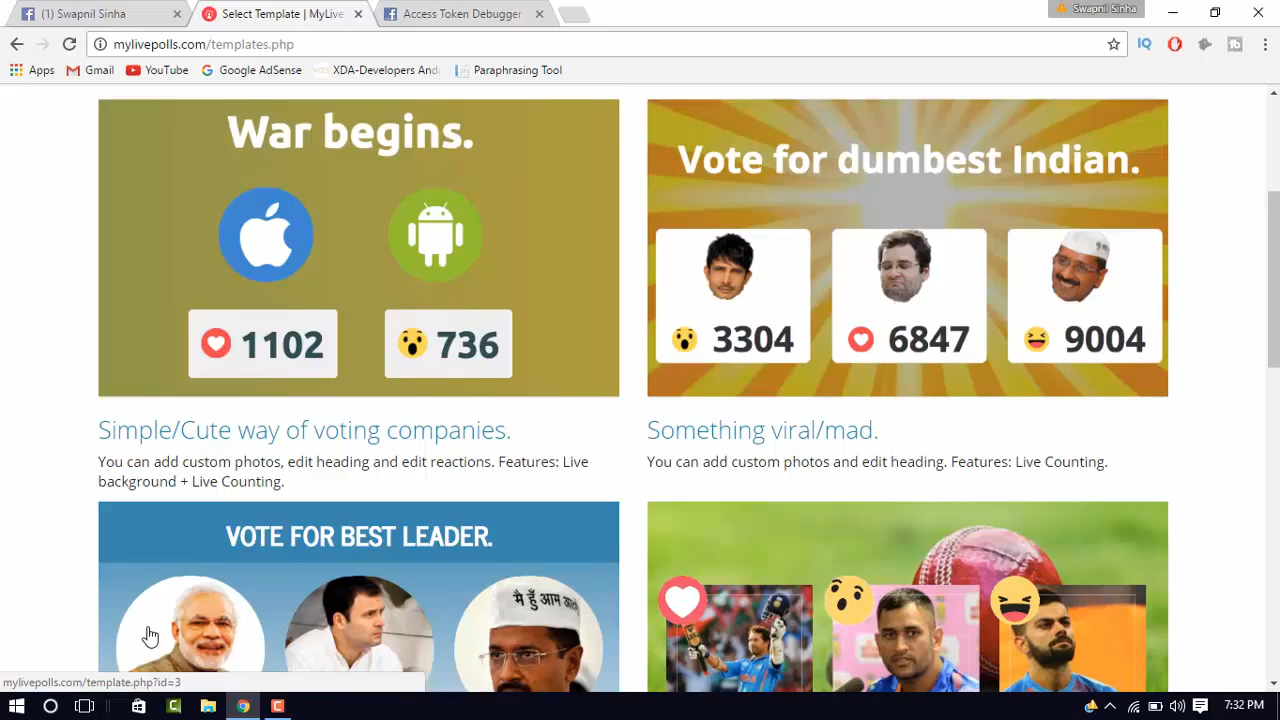 (1) Swapnil Sinha
Select Template | MyLive
Access Token Debugger
Swapnil Sinha
mylivepolls.com/templates.php
IQ
Apps
Gmail
YouTube
Google AdSense
XDA-Developers And
Paraphrasing Tool
War begins.
1102
736
Vote for dumbest Indian.
3304
6847
9004
Simple/Cute way of voting companies.
You can add custom photos, edit heading and edit reactions. Features: Live
background + Live Counting.
Something viral/mad.
You can add custom photos and edit heading. Features: Live Counting.
VOTE FOR BEST LEADER.
मै हूँ आम
mylivepolls.com/template.php?id=3
7:32 PM